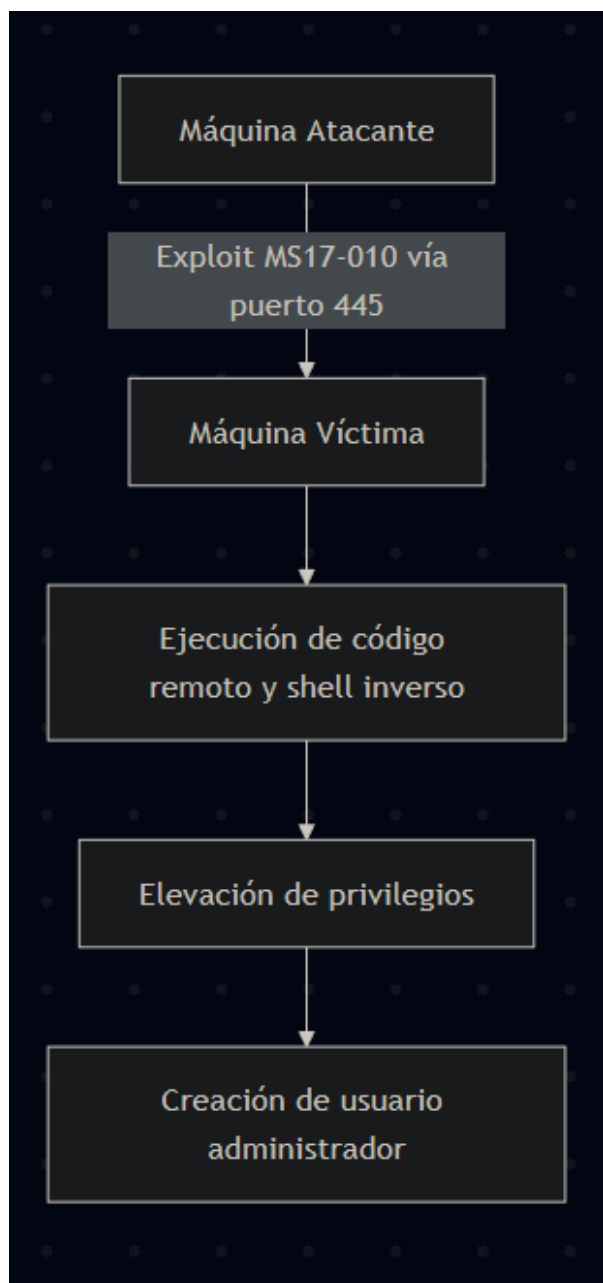 Máquina Atacante
Exploit MS17-010 vía
puerto 445
Máquina Víctima
Ejecución de código
remoto y shell inverso
Elevación de privilegios
Creación de usuario
administrador